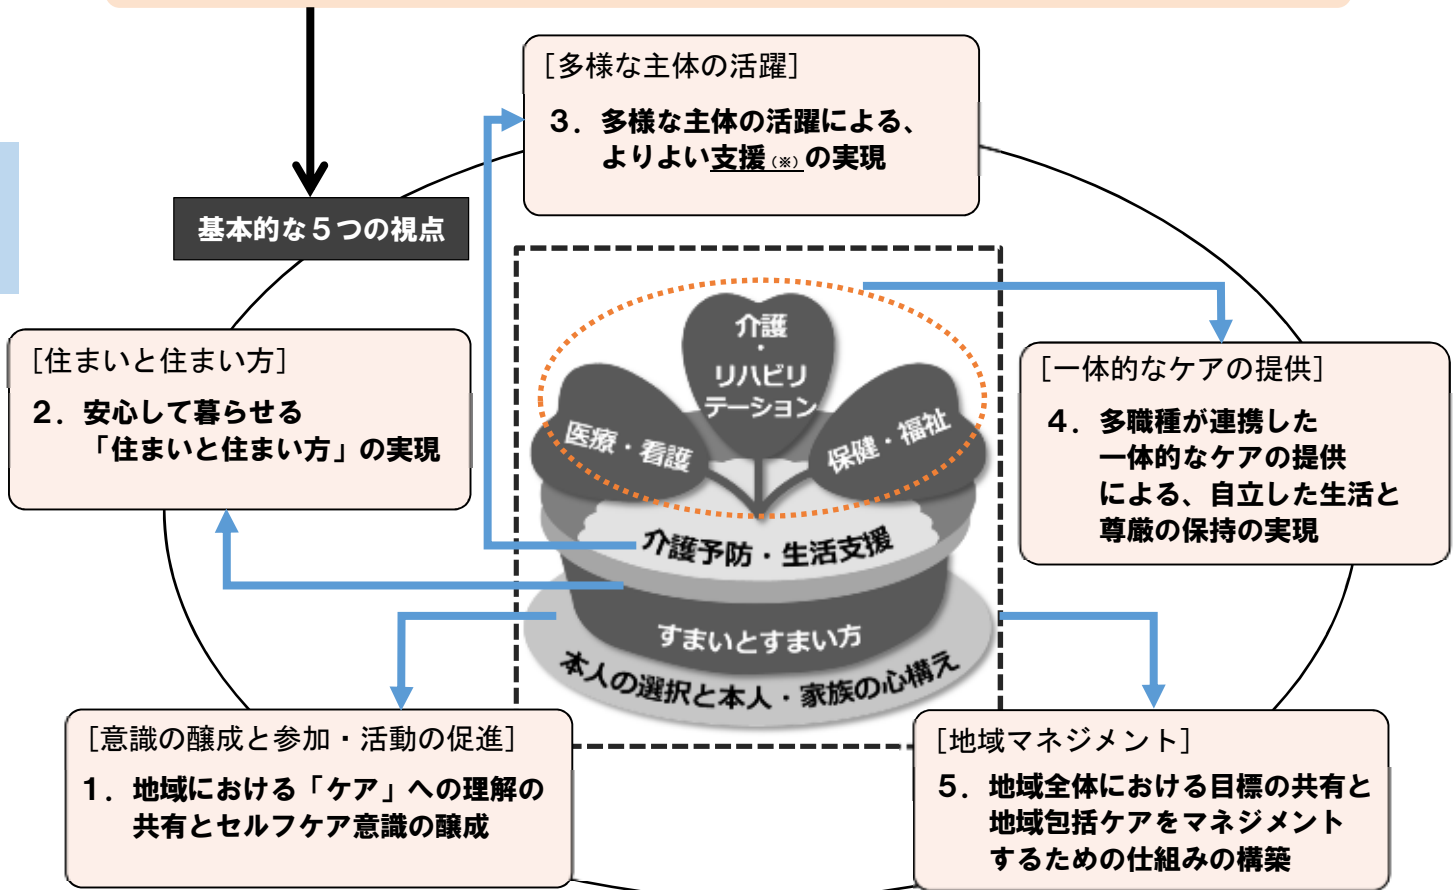 ［多様な主体の活躍］
３．多様な主体の活躍による、
よりよい支援（※）の実現
基本的な５つの視点
［住まいと住まい方］
２．安心して暮らせる
「住まいと住まい方」の実現
介護
・
リハビリ
テーション
医療・看護
保健・福祉
介護予防・生活支援
すまいとすまい方
本人の選択と本人・家族の心構え
［一体的なケアの提供］
４．多職種が連携した
一体的なケアの提供
による、自立した生活と
尊厳の保持の実現
［意識の醸成と参加・活動の促進］
１．地域における「ケア」への理解の
共有とセルフケア意識の醸成
［地域マネジメント］
５．地域全体における目標の共有と
地域包括ケアをマネジメント
するための仕組みの構築